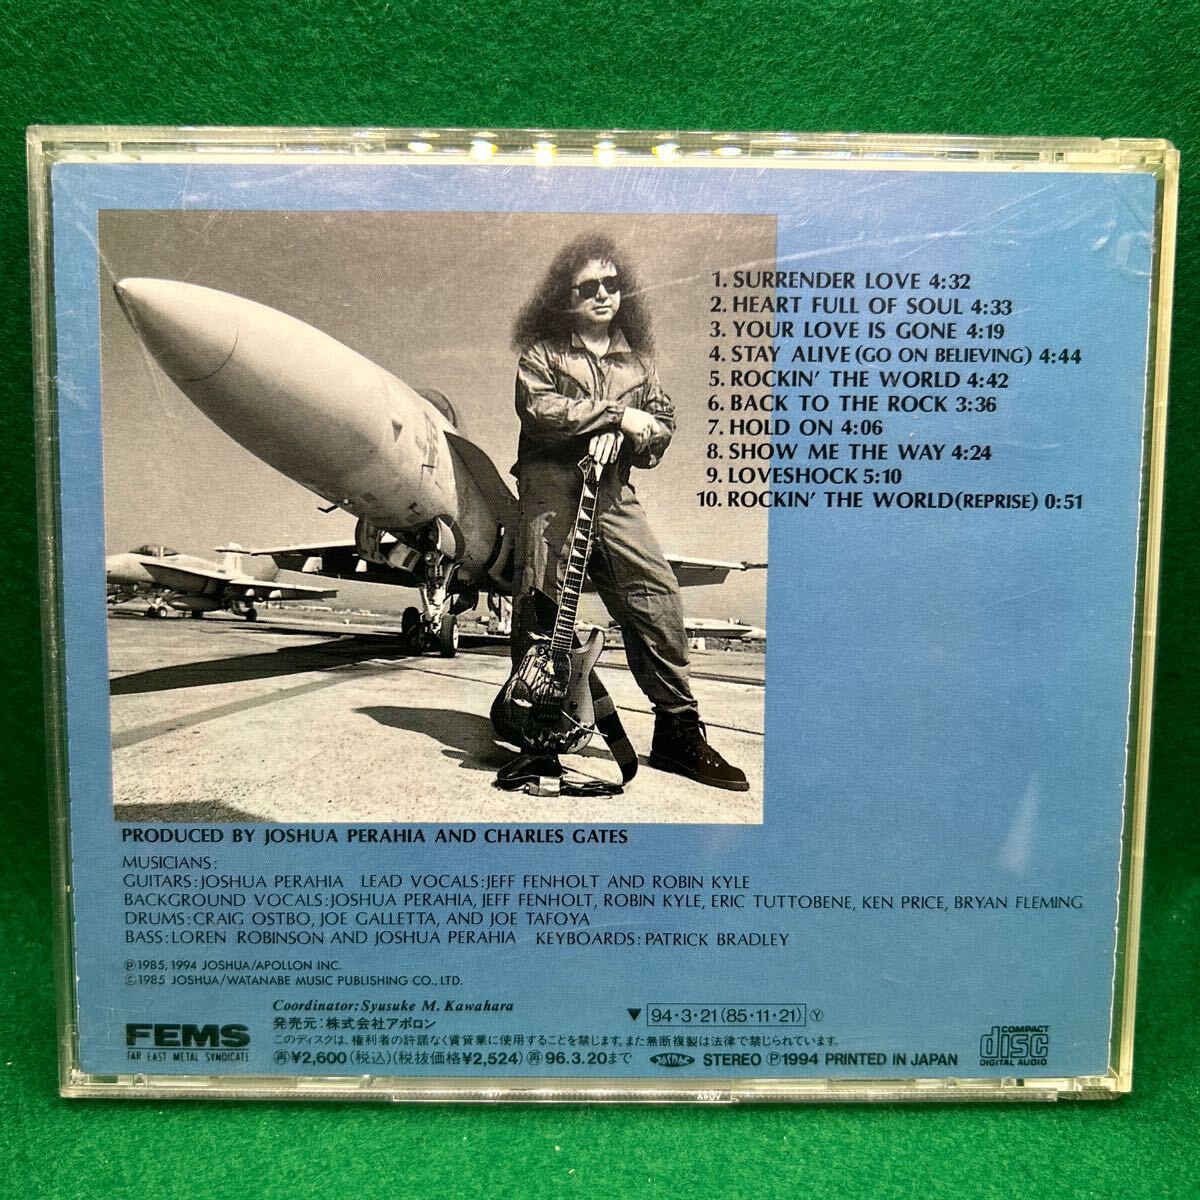 1. SURRENDER LOVE 4:32
2. HEART FULL OF SOUL 4:33
3. YOUR LOVE IS GONE 4:19
4. STAY ALIVE (GO ON BELIEVING) 4:44
5. ROCKIN' THE WORLD 4:42
6. BACK TO THE ROCK 3:36
7. HOLD ON 4:06
8. SHOW ME THE WAY 4:24
9. LOVESHOCK 5:10
10. ROCKIN' THE WORLD (REPRISE) 0:51
PRODUCED BY JOSHUA PERAHIA AND CHARLES GATES
MUSICIANS:
GUITARS:JOSHUA PERAHIA LEAD VOCALS:JEFF FENHOLT AND ROBIN KYLE
BACKGROUND VOCALS:JOSHUA PERAHIA, JEFF FENHOLT, ROBIN KYLE, ERIC TUTTOBENE, KEN PRICE, BRYAN FLEMING
DRUMS:CRAIG OSTBO, JOE GALLETTA, AND JOE TAFOYA
BASS:LOREN ROBINSON AND JOSHUA PERAHIA KEYBOARDS:PATRICK BRADLEY
℗1985, 1994 JOSHUA/APOLLON INC.
©1985 JOSHUA/WATANABE MUSIC PUBLISHING CO., LTD.
Coordinator:Syusuke M. Kawahara
発売元:株式会社アポロン
▼ 94・3・21(85・11・21) Ⓨ
このディスクは、権利者の許諾なく賃貸業に使用することを禁じます。また無断複製は法律で禁じられています。
FEMS
FAR EAST METAL SYNDICATE
再¥2,600(税込)(税抜価格¥2,524)再96.3.20まで
STEREO ℗1994 PRINTED IN JAPAN
COMPACT
disc
DIGITAL AUDIO